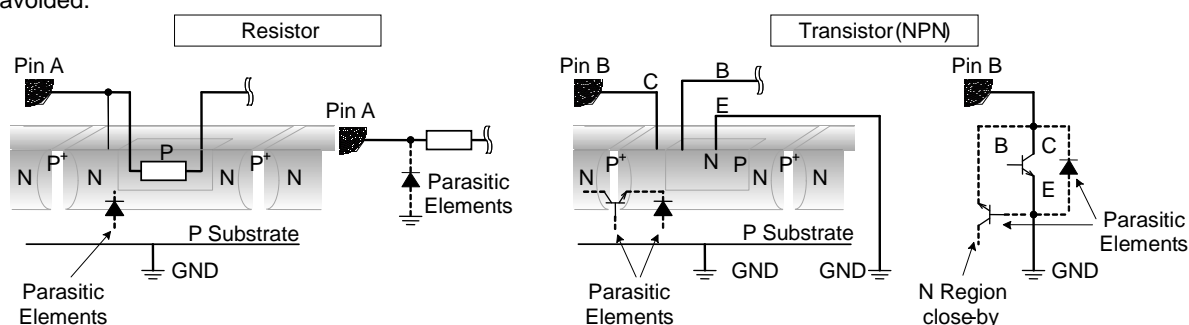 avoided.
Resistor
Transistor (NPN)
Pin A
Pin A
P
N
P+
N
N
P+
N
Parasitic
Elements
P Substrate
GND
Parasitic
Elements
Pin B
C
B
E
N
P+
N
P
N
P+
N
P Substrate
GND
GND
Parasitic
Elements
Pin B
B
C
E
Parasitic
Elements
GND
N Region
close-by